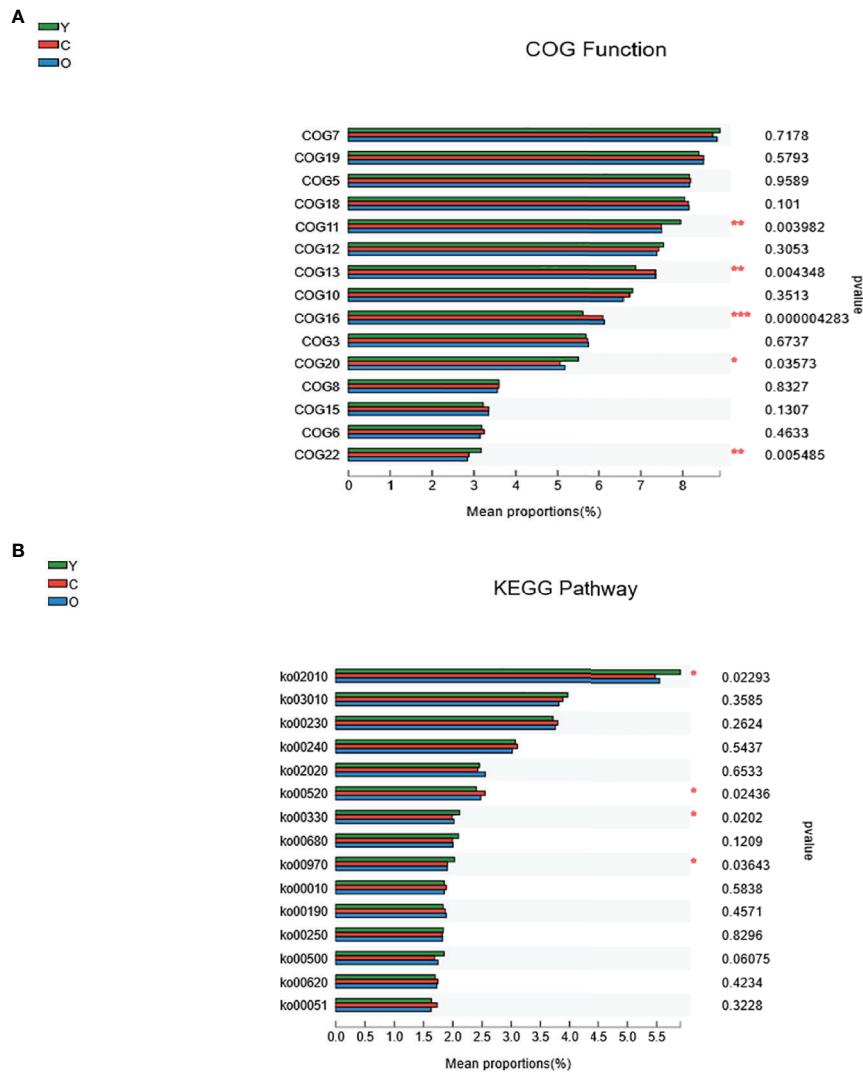 A
Y
C
O
COG Function
COG7 0.7178
COG19 0.5793
COG5 0.9589
COG18 0.101
COG11 ** 0.003982
COG12 0.3053
COG13 ** 0.004348
COG10 0.3513
COG16 *** 0.000004283
COG3 0.6737
COG20 * 0.03573
COG8 0.8327
COG15 0.1307
COG6 0.4633
COG22 ** 0.005485
pvalue
0 1 2 3 4 5 6 7 8
Mean proportions(%)
B
Y
C
O
KEGG Pathway
ko02010 * 0.02293
ko03010 0.3585
ko00230 0.2624
ko00240 0.5437
ko02020 0.6533
ko00520 * 0.02436
ko00330 * 0.0202
ko00680 0.1209
ko00970 * 0.03643
ko00010 0.5838
ko00190 0.4571
ko00250 0.8296
ko00500 0.06075
ko00620 0.4234
ko00051 0.3228
pvalue
0.0 0.5 1.0 1.5 2.0 2.5 3.0 3.5 4.0 4.5 5.0 5.5
Mean proportions(%)